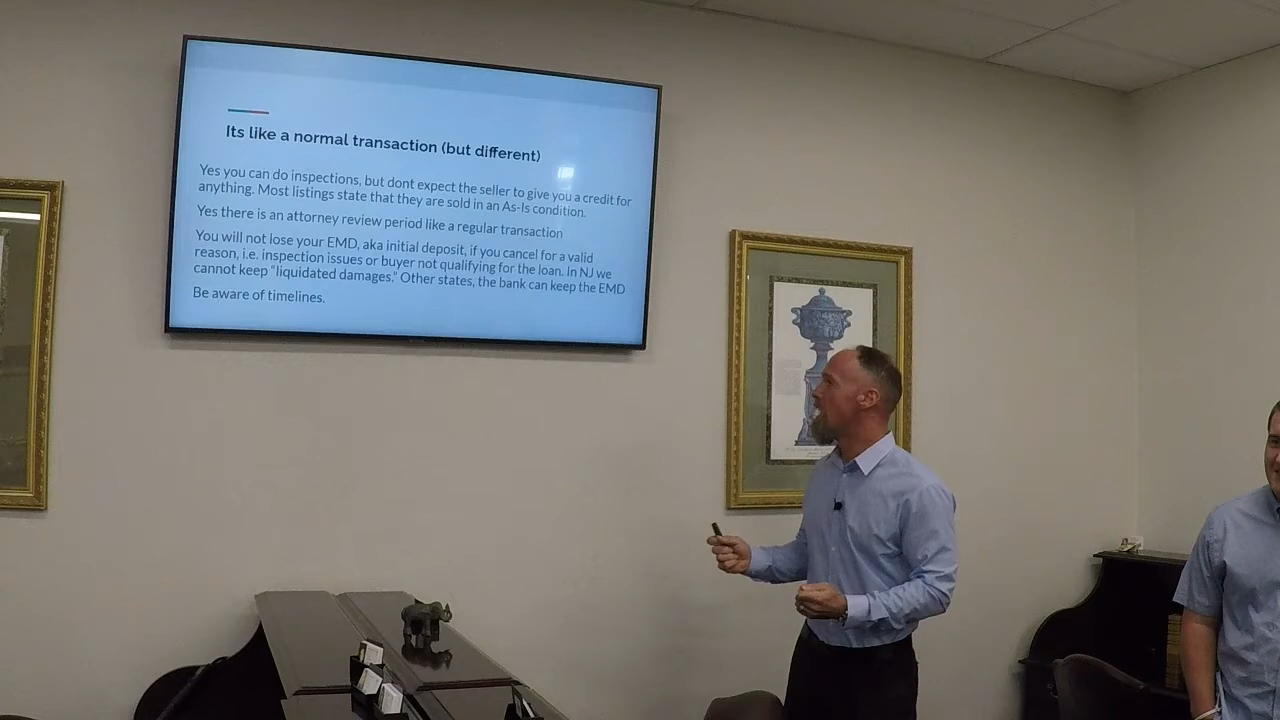 Its like a normal transaction (but different)
Yes you can do inspections, but dont expect the seller to give you a credit for
anything. Most listings state that they are sold in an As-Is condition.
Yes there is an attorney review period like a regular transaction
You will not lose your EMD, aka initial deposit, if you cancel for a valid
reason, i.e. inspection issues or buyer not qualifying for the loan. In NJ we
cannot keep “liquidated damages.” Other states, the bank can keep the EMD
Be aware of timelines.